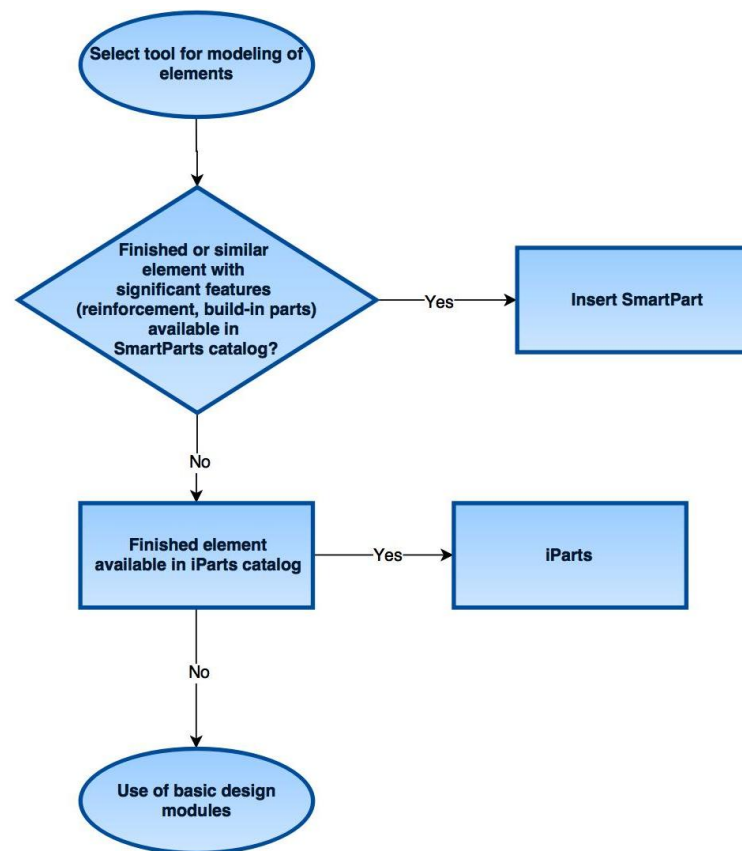 Select tool for modeling of
elements
Finished or similar
element with
significant features
(reinforcement, build-in parts)
available in
SmartParts catalog?
Yes
Insert SmartPart
No
Finished element
available in iParts catalog
Yes
iParts
No
Use of basic design
modules